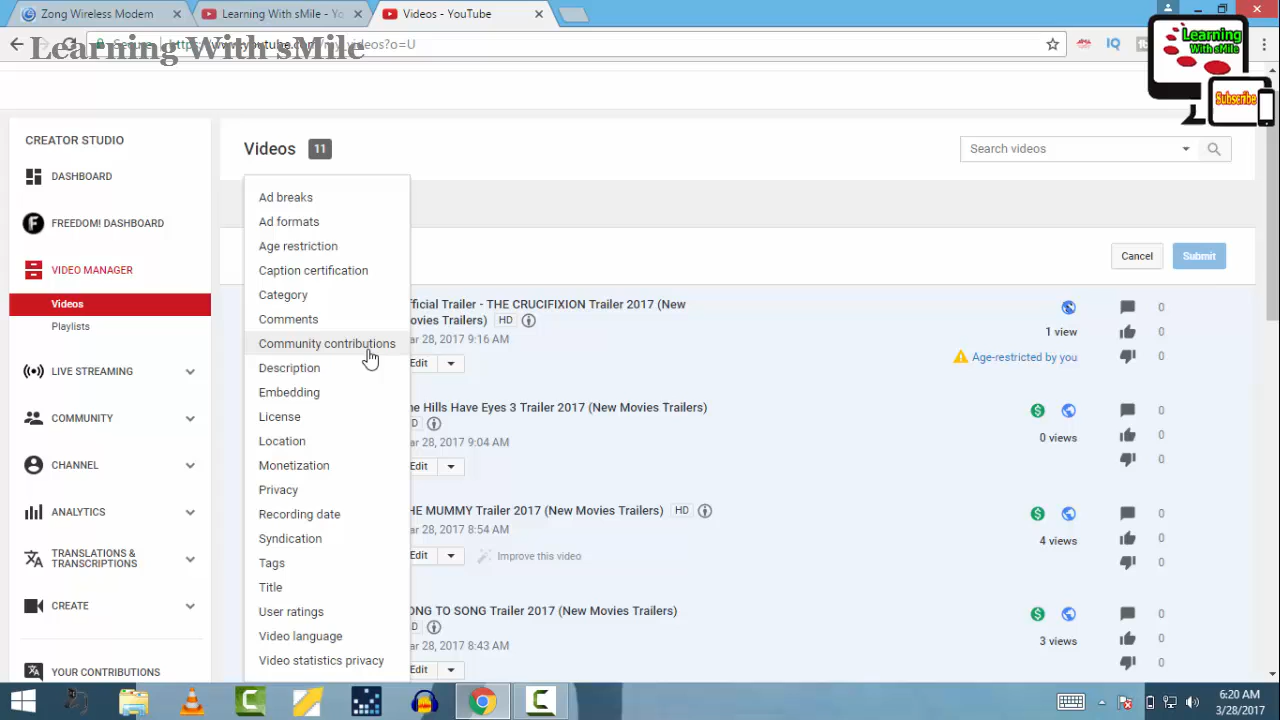 Zong Wireless Modem
Learning With sMile - YouTube
Videos - YouTube
youtube.com/my_videos?o=U
Learning With sMile
IQ
Learning
With sMile
Subscribe
CREATOR STUDIO
DASHBOARD
FREEDOM! DASHBOARD
VIDEO MANAGER
Videos
Playlists
LIVE STREAMING
COMMUNITY
CHANNEL
ANALYTICS
TRANSLATIONS &
TRANSCRIPTIONS
CREATE
YOUR CONTRIBUTIONS
Videos 11
Search videos
Ad breaks
Ad formats
Age restriction
Caption certification
Category
Comments
Community contributions
Description
Embedding
License
Location
Monetization
Privacy
Recording date
Syndication
Tags
Title
User ratings
Video language
Video statistics privacy
Cancel
Submit
fficial Trailer - THE CRUCIFIXION Trailer 2017 (New
ovies Trailers) HD
ar 28, 2017 9:16 AM
Edit
1 view
Age-restricted by you
0
0
0
he Hills Have Eyes 3 Trailer 2017 (New Movies Trailers)
D
ar 28, 2017 9:04 AM
Edit
0 views
0
0
0
HE MUMMY Trailer 2017 (New Movies Trailers) HD
ar 28, 2017 8:54 AM
Edit
Improve this video
4 views
0
0
0
ONG TO SONG Trailer 2017 (New Movies Trailers)
D
ar 28, 2017 8:43 AM
Edit
3 views
0
0
0
6:20 AM
3/28/2017